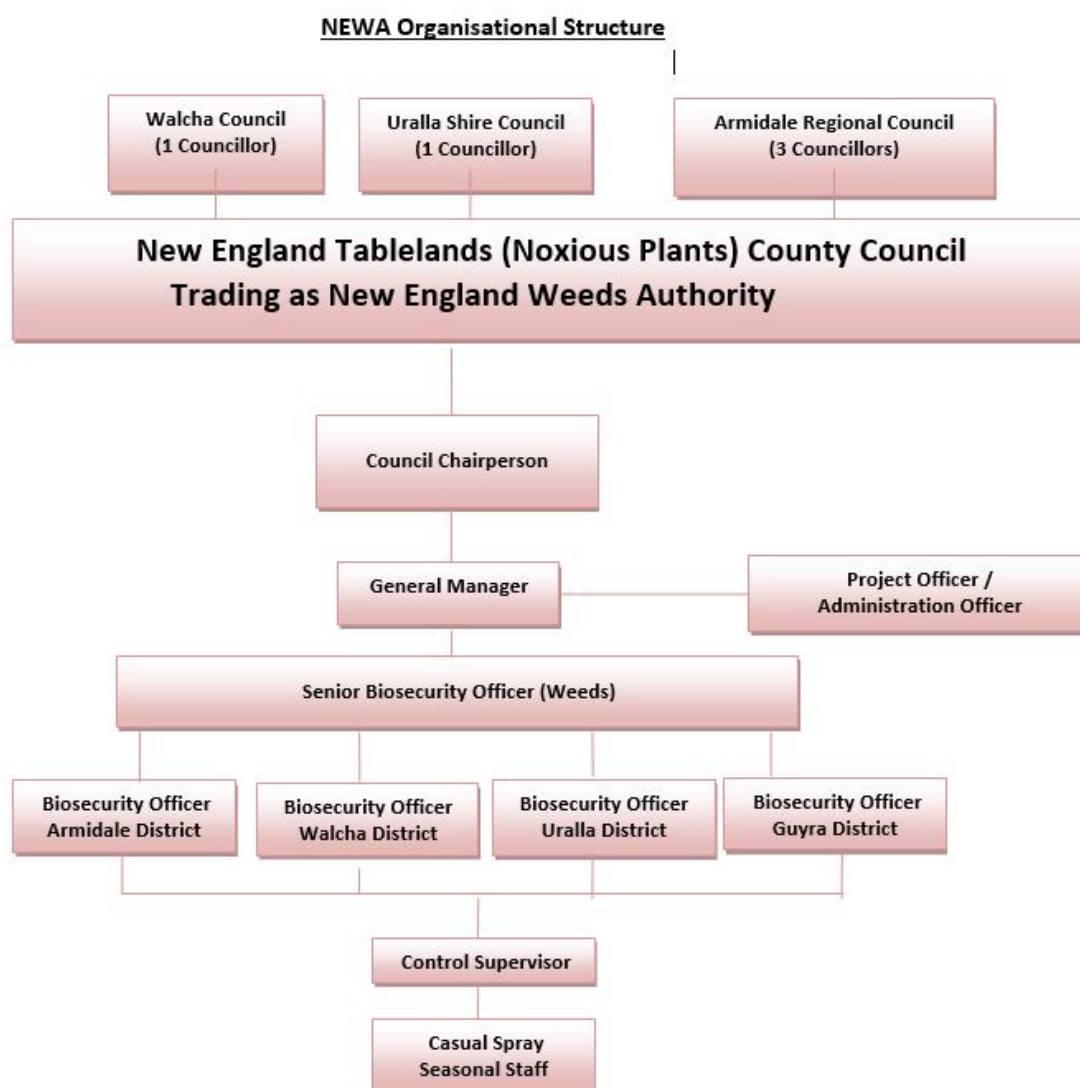 NEWA Organisational Structure
Walcha Council
(1 Councillor)
Uralla Shire Council
(1 Councillor)
Armidale Regional Council
(3 Councillors)
New England Tablelands (Noxious Plants) County Council
Trading as New England Weeds Authority
Council Chairperson
General Manager
Project Officer /
Administration Officer
Senior Biosecurity Officer (Weeds)
Biosecurity Officer
Armidale District
Biosecurity Officer
Walcha District
Biosecurity Officer
Uralla District
Biosecurity Officer
Guyra District
Control Supervisor
Casual Spray
Seasonal Staff